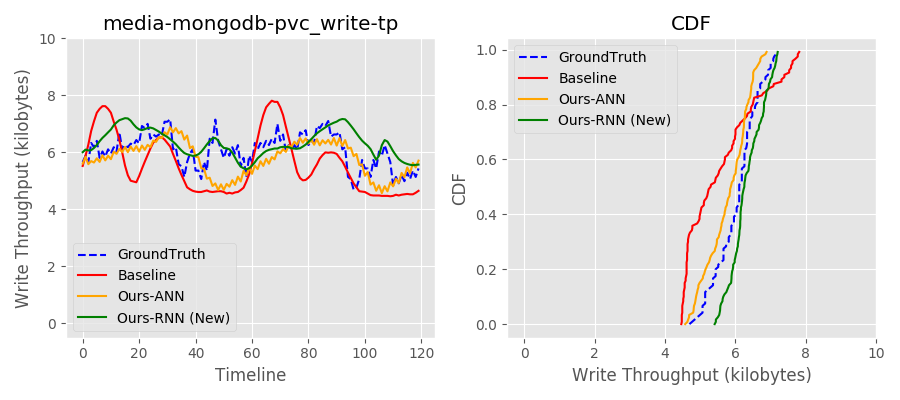 media-mongodb-pvc_write-tp
Write Throughput (kilobytes)
10
8
6
4
2
0
GroundTruth
Baseline
Ours-ANN
Ours-RNN (New)
0 20 40 60 80 100 120
Timeline
CDF
CDF
1.0
0.8
0.6
0.4
0.2
0.0
GroundTruth
Baseline
Ours-ANN
Ours-RNN (New)
0 2 4 6 8 10
Write Throughput (kilobytes)